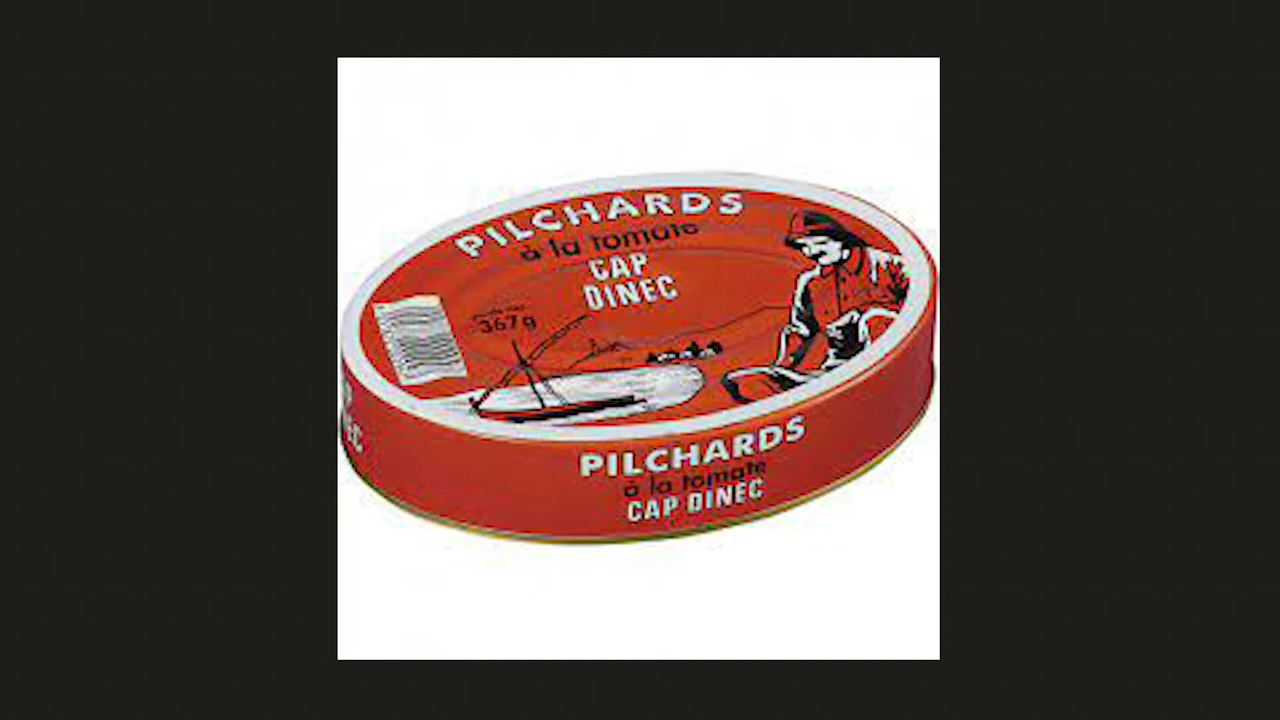 PILCHARDS
à la tomate
CAP
DINEC
367g
PILCHARDS
à la tomate
CAP DINEC
EC